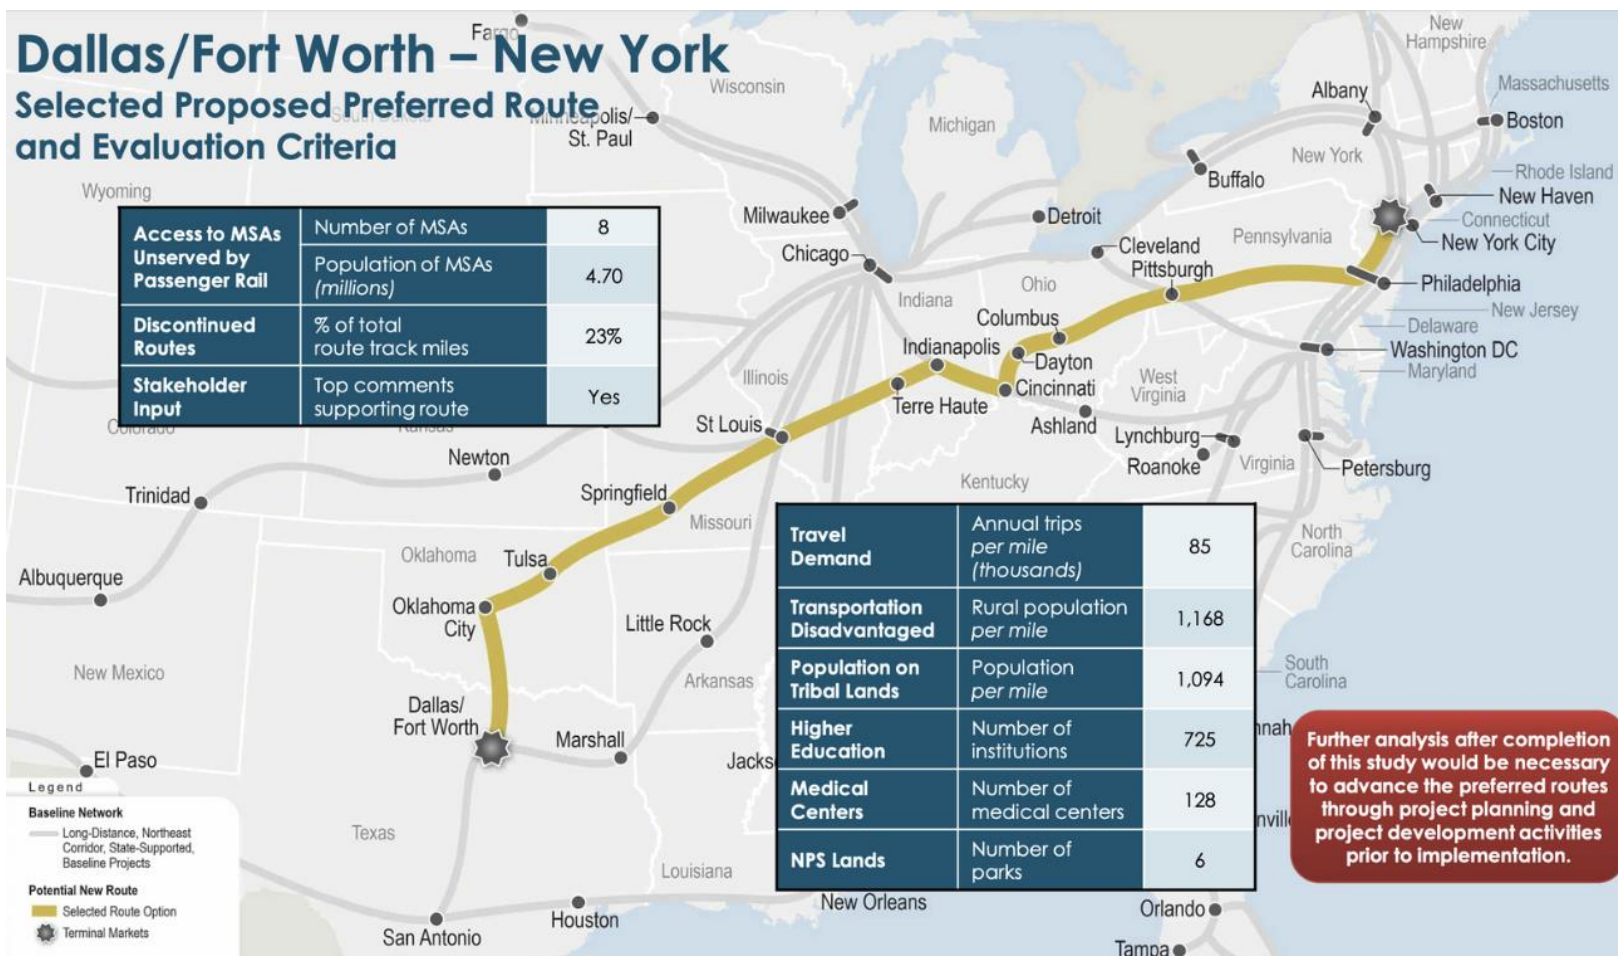 Dallas/Fort Worth – New York
Selected Proposed Preferred Route
and Evaluation Criteria
Access to MSAs
Unserved by
Passenger Rail
Number of MSAs
8
Population of MSAs
(millions)
4.70
Discontinued
Routes
% of total
route track miles
23%
Stakeholder
Input
Top comments
supporting route
Yes
Travel
Demand
Annual trips
per mile
(thousands)
85
Transportation
Disadvantaged
Rural population
per mile
1,168
Population on
Tribal Lands
Population
per mile
1,094
Higher
Education
Number of
institutions
725
Medical
Centers
Number of
medical centers
128
NPS Lands
Number of
parks
6
Further analysis after completion
of this study would be necessary
to advance the preferred routes
through project planning and
project development activities
prior to implementation.
Legend
Baseline Network
Long-Distance, Northeast
Corridor, State-Supported,
Baseline Projects
Potential New Route
Selected Route Option
Terminal Markets
Fargo
South Dakota
Minneapolis/
St. Paul
Wisconsin
Michigan
New
Hampshire
Massachusetts
Albany
Boston
New York
Buffalo
Rhode Island
New Haven
Connecticut
New York City
Wyoming
Milwaukee
Detroit
Chicago
Cleveland
Pennsylvania
Pittsburgh
Philadelphia
New Jersey
Indiana
Ohio
Columbus
Delaware
Indianapolis
Dayton
Washington DC
Maryland
Illinois
Cincinnati
West
Virginia
Terre Haute
Colorado
Kansas
St Louis
Ashland
Lynchburg
Roanoke
Virginia
Petersburg
Newton
Trinidad
Springfield
Kentucky
Missouri
North
Carolina
Oklahoma
Tulsa
Albuquerque
Oklahoma
City
Little Rock
New Mexico
Arkansas
South
Carolina
Dallas/
Fort Worth
Marshall
Jacks
nnah
El Paso
Texas
nville
Louisiana
New Orleans
Houston
San Antonio
Orlando
Tampa